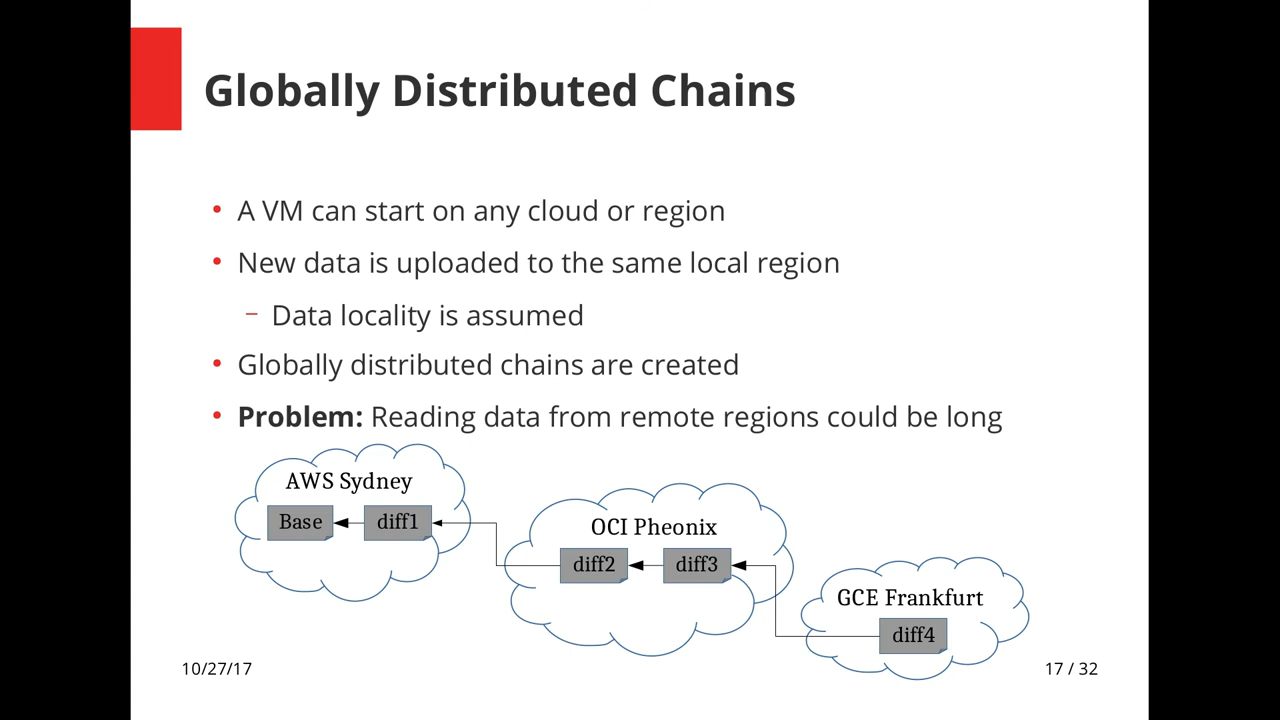 Globally Distributed Chains
• A VM can start on any cloud or region
• New data is uploaded to the same local region
– Data locality is assumed
• Globally distributed chains are created
• Problem: Reading data from remote regions could be long
AWS Sydney
Base
diff1
OCI Pheonix
diff2
diff3
GCE Frankfurt
diff4
10/27/17
17 / 32